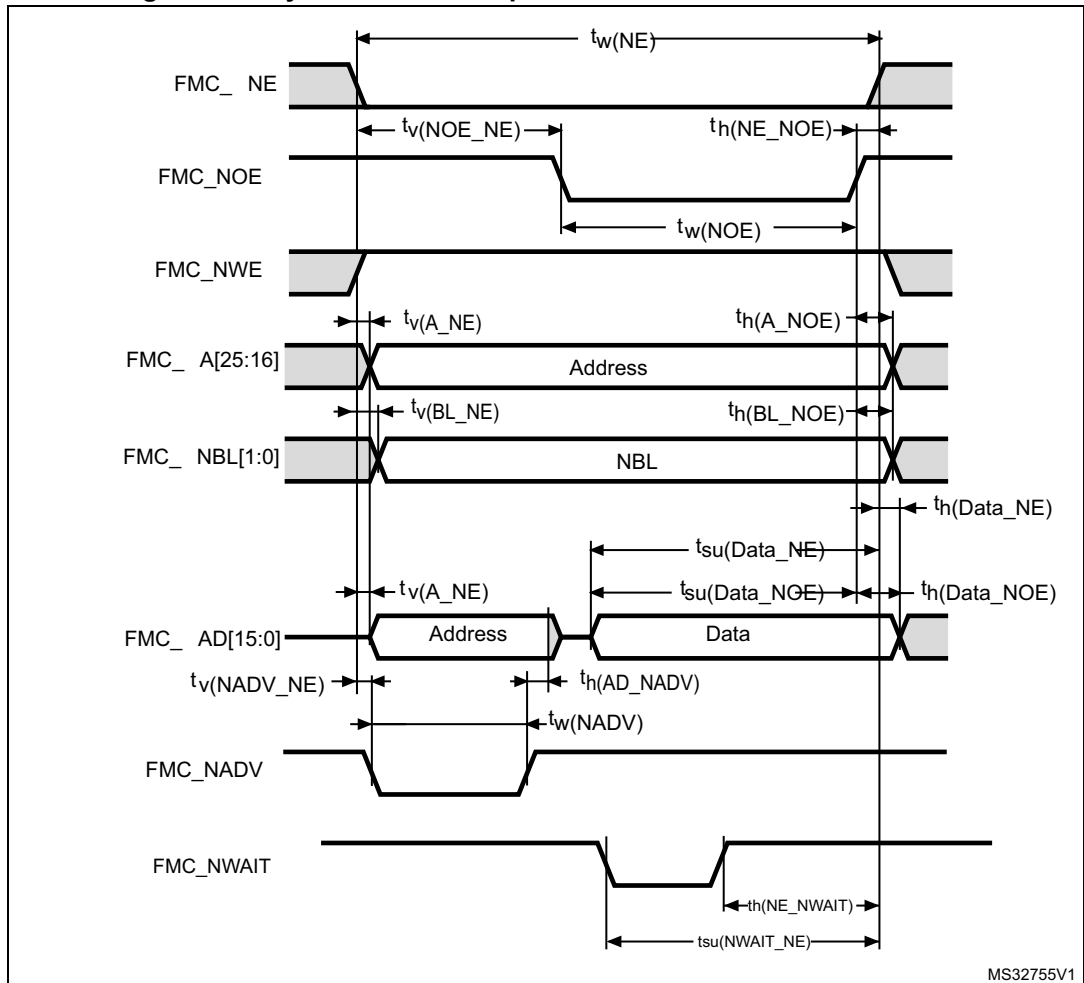 tw(NE)
FMC_ NE
tv(NOE_NE)
th(NE_NOE)
FMC_NOE
tw(NOE)
FMC_NWE
tv(A_NE)
th(A_NOE)
FMC_ A[25:16]
Address
tv(BL_NE)
th(BL_NOE)
FMC_ NBL[1:0]
NBL
th(Data_NE)
tsu(Data_NE)
tv(A_NE)
tsu(Data_NOE)
th(Data_NOE)
FMC_ AD[15:0]
Address
Data
tv(NADV_NE)
th(AD_NADV)
tw(NADV)
FMC_NADV
FMC_NWAIT
th(NE_NWAIT)
tsu(NWAIT_NE)
MS32755V1